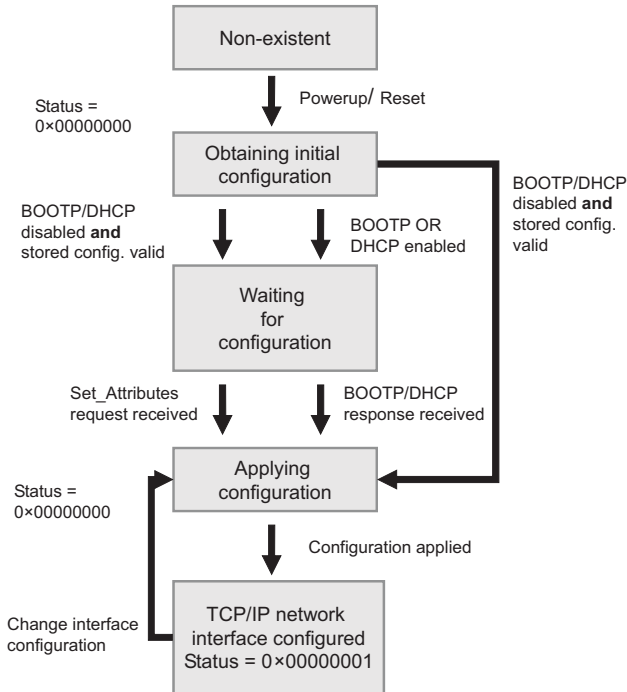 Non-existent
Powerup/ Reset
Status =
0×00000000
Obtaining initial
configuration
BOOTP/DHCP
disabled and
stored config. valid
BOOTP OR
DHCP enabled
BOOTP/DHCP
disabled and
stored config.
valid
Waiting
for
configuration
Set_Attributes
request received
BOOTP/DHCP
response received
Applying
configuration
Status =
0×00000000
Configuration applied
Change interface
configuration
TCP/IP network
interface configured
Status = 0×00000001